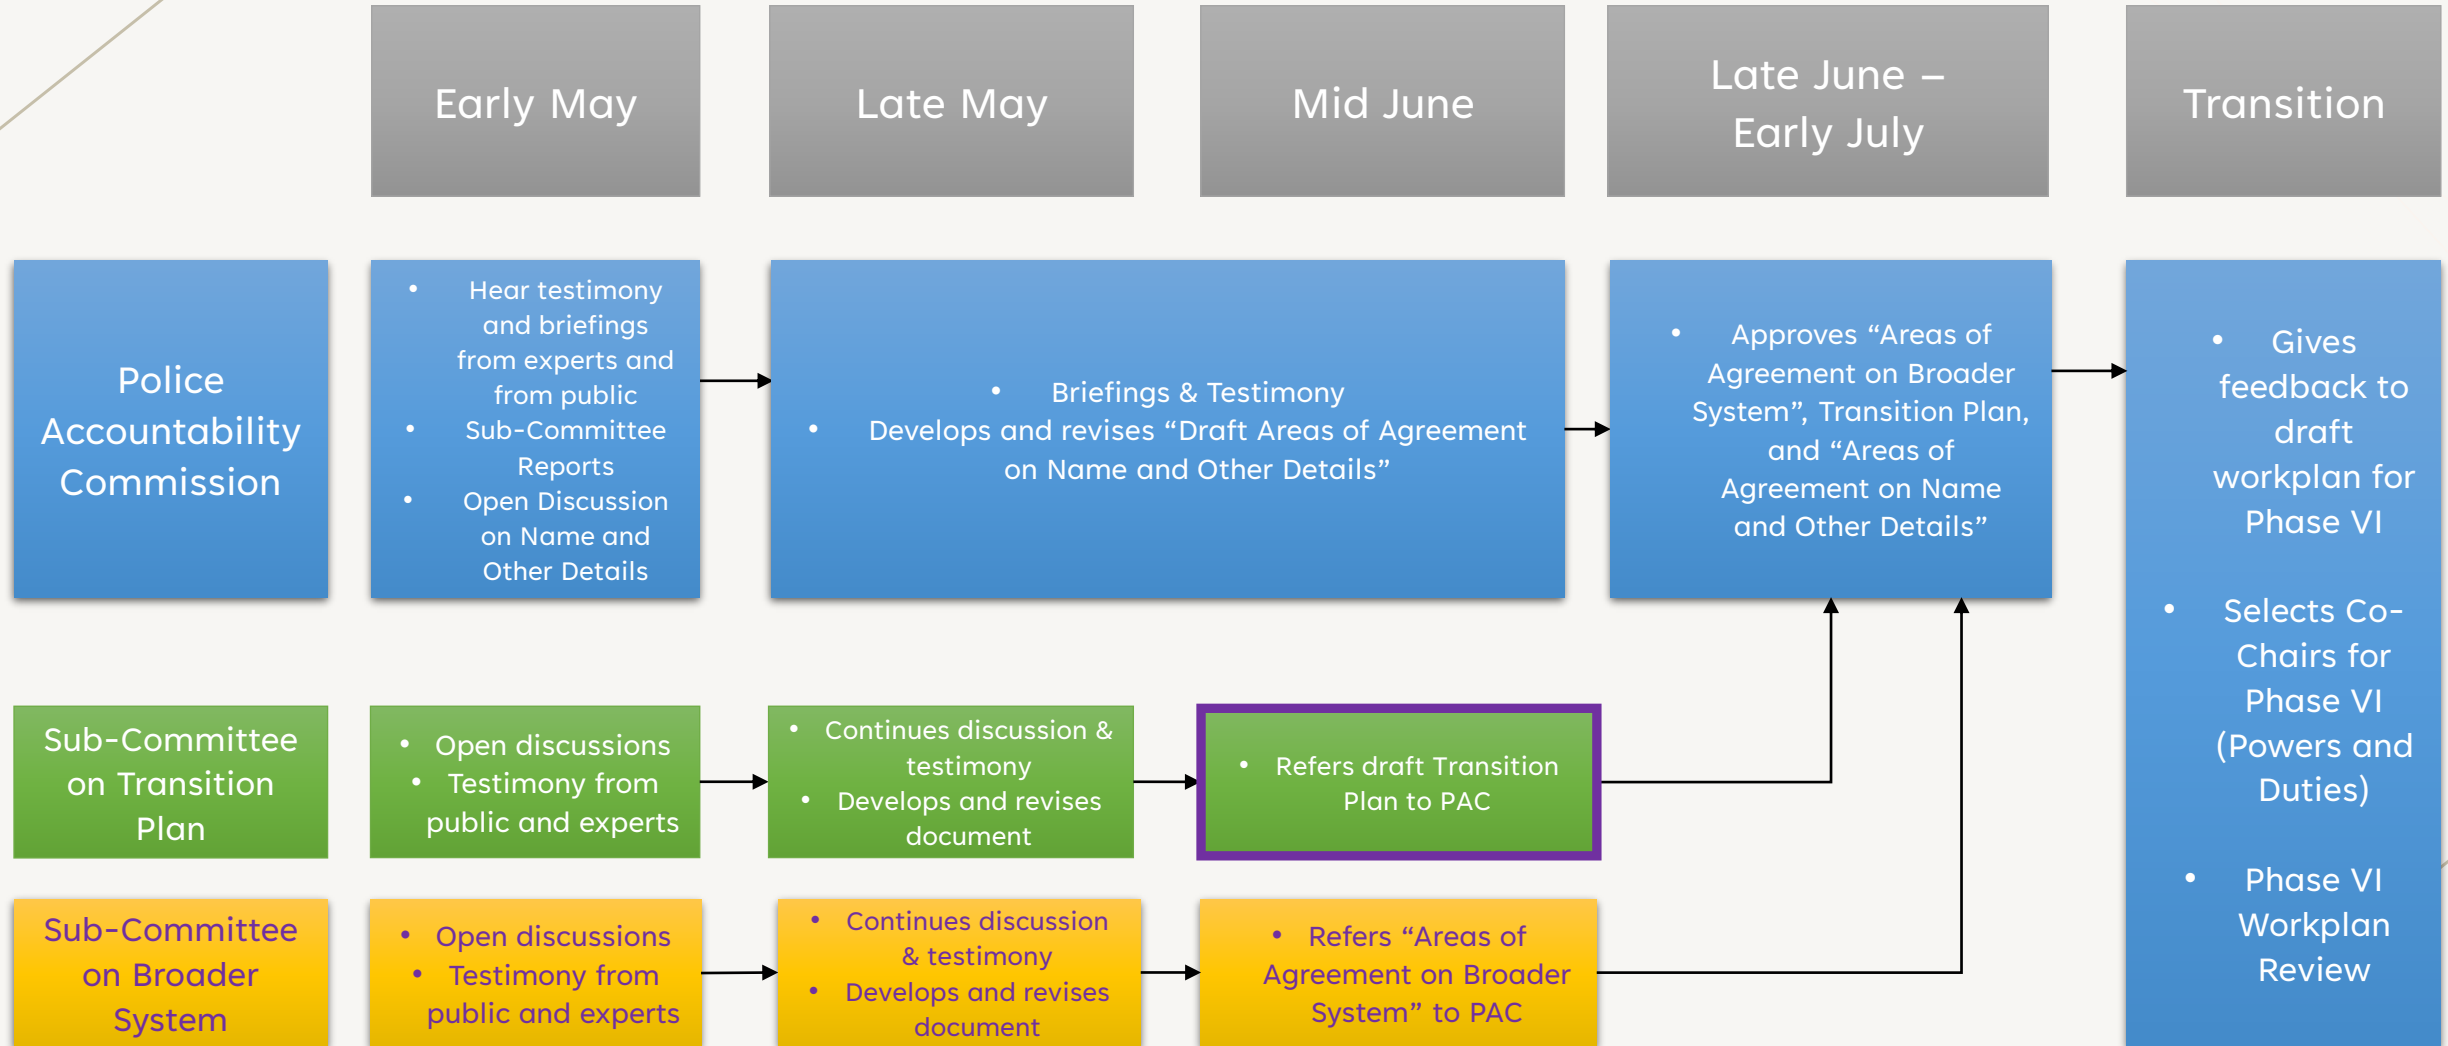 Early May
Late May
Mid June
Late June –
Early July
Transition
Police
Accountability
Commission
• Hear testimony
and briefings
from experts and
from public
• Sub-Committee
Reports
• Open Discussion
on Name and
Other Details
• Briefings & Testimony
• Develops and revises “Draft Areas of Agreement
on Name and Other Details”
• Approves “Areas of
Agreement on Broader
System”, Transition Plan,
and “Areas of
Agreement on Name
and Other Details”
• Gives
feedback to
draft
workplan for
Phase VI
• Selects Co-
Chairs for
Phase VI
(Powers and
Duties)
• Phase VI
Workplan
Review
Sub-Committee
on Transition
Plan
• Open discussions
• Testimony from
public and experts
• Continues discussion &
testimony
• Develops and revises
document
• Refers draft Transition
Plan to PAC
Sub-Committee
on Broader
System
• Open discussions
• Testimony from
public and experts
• Continues discussion
& testimony
• Develops and revises
document
• Refers “Areas of
Agreement on Broader
System” to PAC